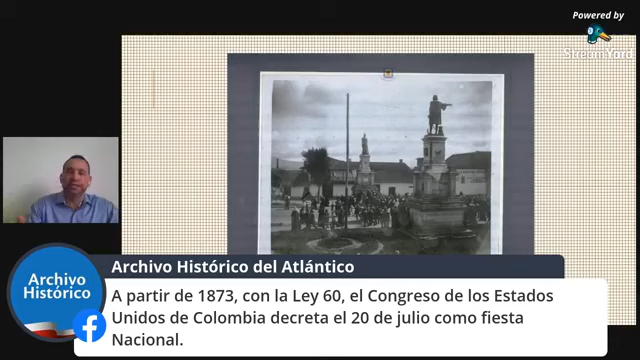 Powered by
StreamYard
Archivo
Histórico
Archivo Histórico del Atlántico
A partir de 1873, con la Ley 60, el Congreso de los Estados
Unidos de Colombia decreta el 20 de julio como fiesta
Nacional.